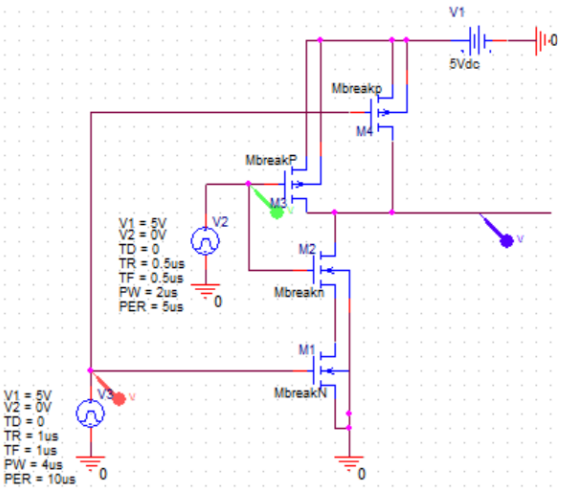 V1
0
5Vdc
Mbreakp
M4
MbreakP
M3
V
V2
V1 = 5V
V2 = 0V
TD = 0
TR = 0.5us
TF = 0.5us
PW = 2us
PER = 5us
0
M2
Mbreakn
V
M1
MbreakN
V3
V
V1 = 5V
V2 = 0V
TD = 0
TR = 1us
TF = 1us
PW = 4us
PER = 10us
0
0